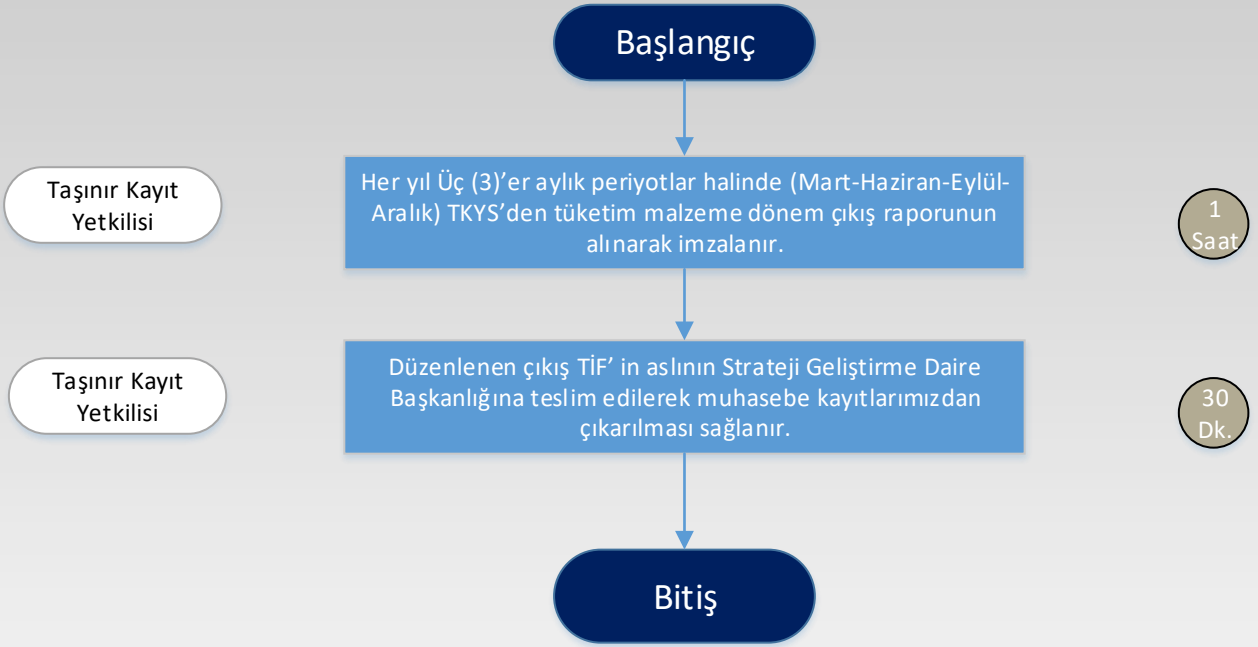 Başlangıç
Taşınır Kayıt
Yetkilisi
Her yıl Üç (3)’er aylık periyotlar halinde (Mart-Haziran-Eylül-
Aralık) TKYS’den tüketim malzeme dönem çıkış raporunun
alınarak imzalanır.
1
Saat
Taşınır Kayıt
Yetkilisi
Düzenlenen çıkış TİF’ in aslının Strateji Geliştirme Daire
Başkanlığına teslim edilerek muhasebe kayıtlarımızdan
çıkarılması sağlanır.
30
Dk.
Bitiş